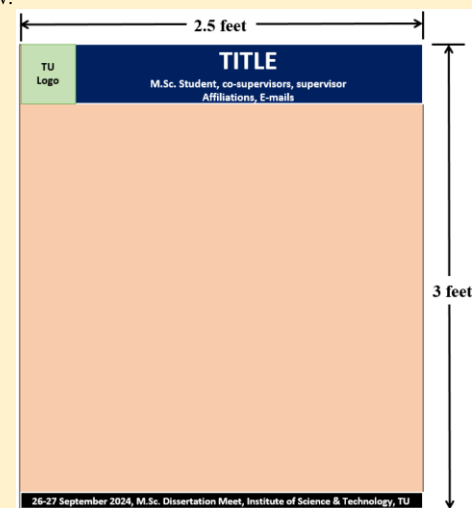 2.5 feet
TU
Logo
TITLE
M.Sc. Student, co-supervisors, supervisor
Affiliations, E-mails
3 feet
26-27 September 2024, M.Sc. Dissertation Meet, Institute of Science & Technology, TU